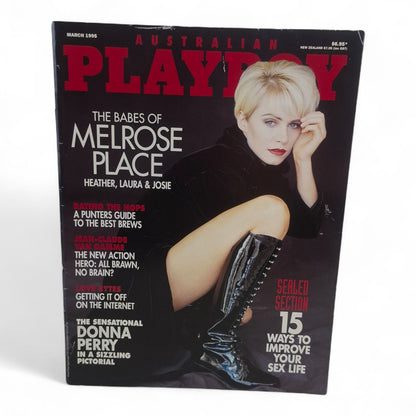 MARCH 1995
AUSTRALIAN
$6.95*
NEW ZEALAND $7.95 (inc GST)
PLAYBOY
THE BABES OF
MELROSE
PLACE
HEATHER, LAURA & JOSIE
RATING THE HOPS
A PUNTERS GUIDE
TO THE BEST BREWS
JEAN-CLAUDE
VAN DAMME
THE NEW ACTION
HERO: ALL BRAWN,
NO BRAIN?
LOVE BYTES
GETTING IT OFF
ON THE INTERNET
THE SENSATIONAL
DONNA
PERRY
IN A SIZZLING
PICTORIAL
SEALED
SECTION
15
WAYS TO
IMPROVE
YOUR
SEX LIFE